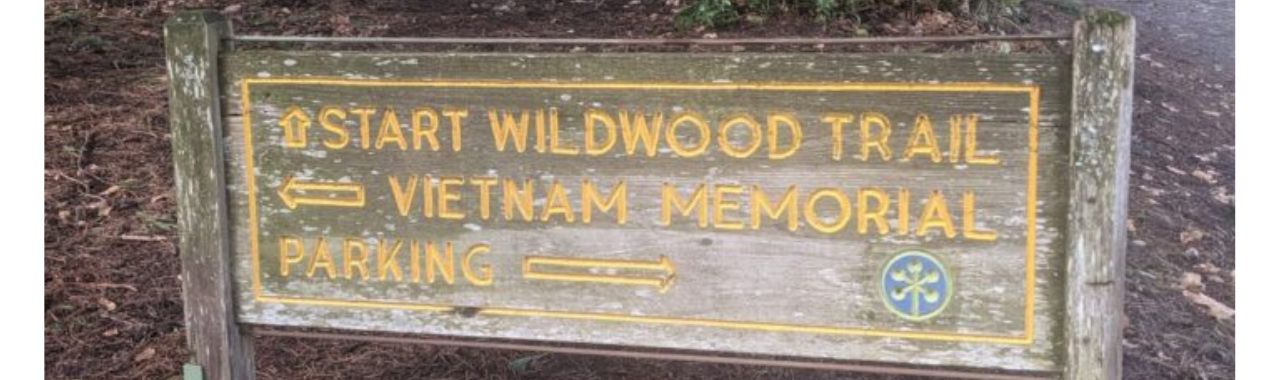 ↑ START WILDWOOD TRAIL
← VIETNAM MEMORIAL
PARKING →